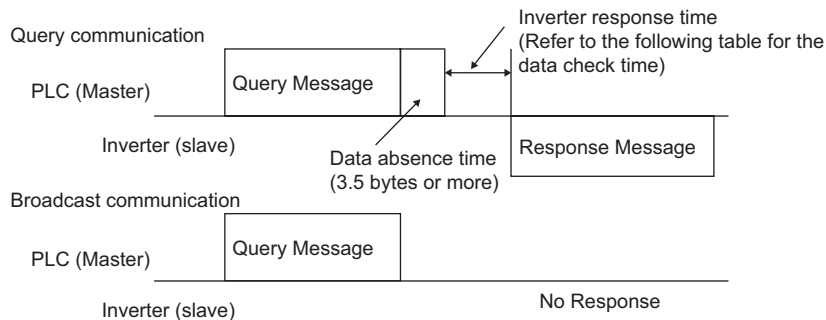 Query communication
Inverter response time
(Refer to the following table for the
data check time)
PLC (Master)
Query Message
Inverter (slave)
Data absence time
(3.5 bytes or more)
Response Message
Broadcast communication
PLC (Master)
Query Message
Inverter (slave)
No Response